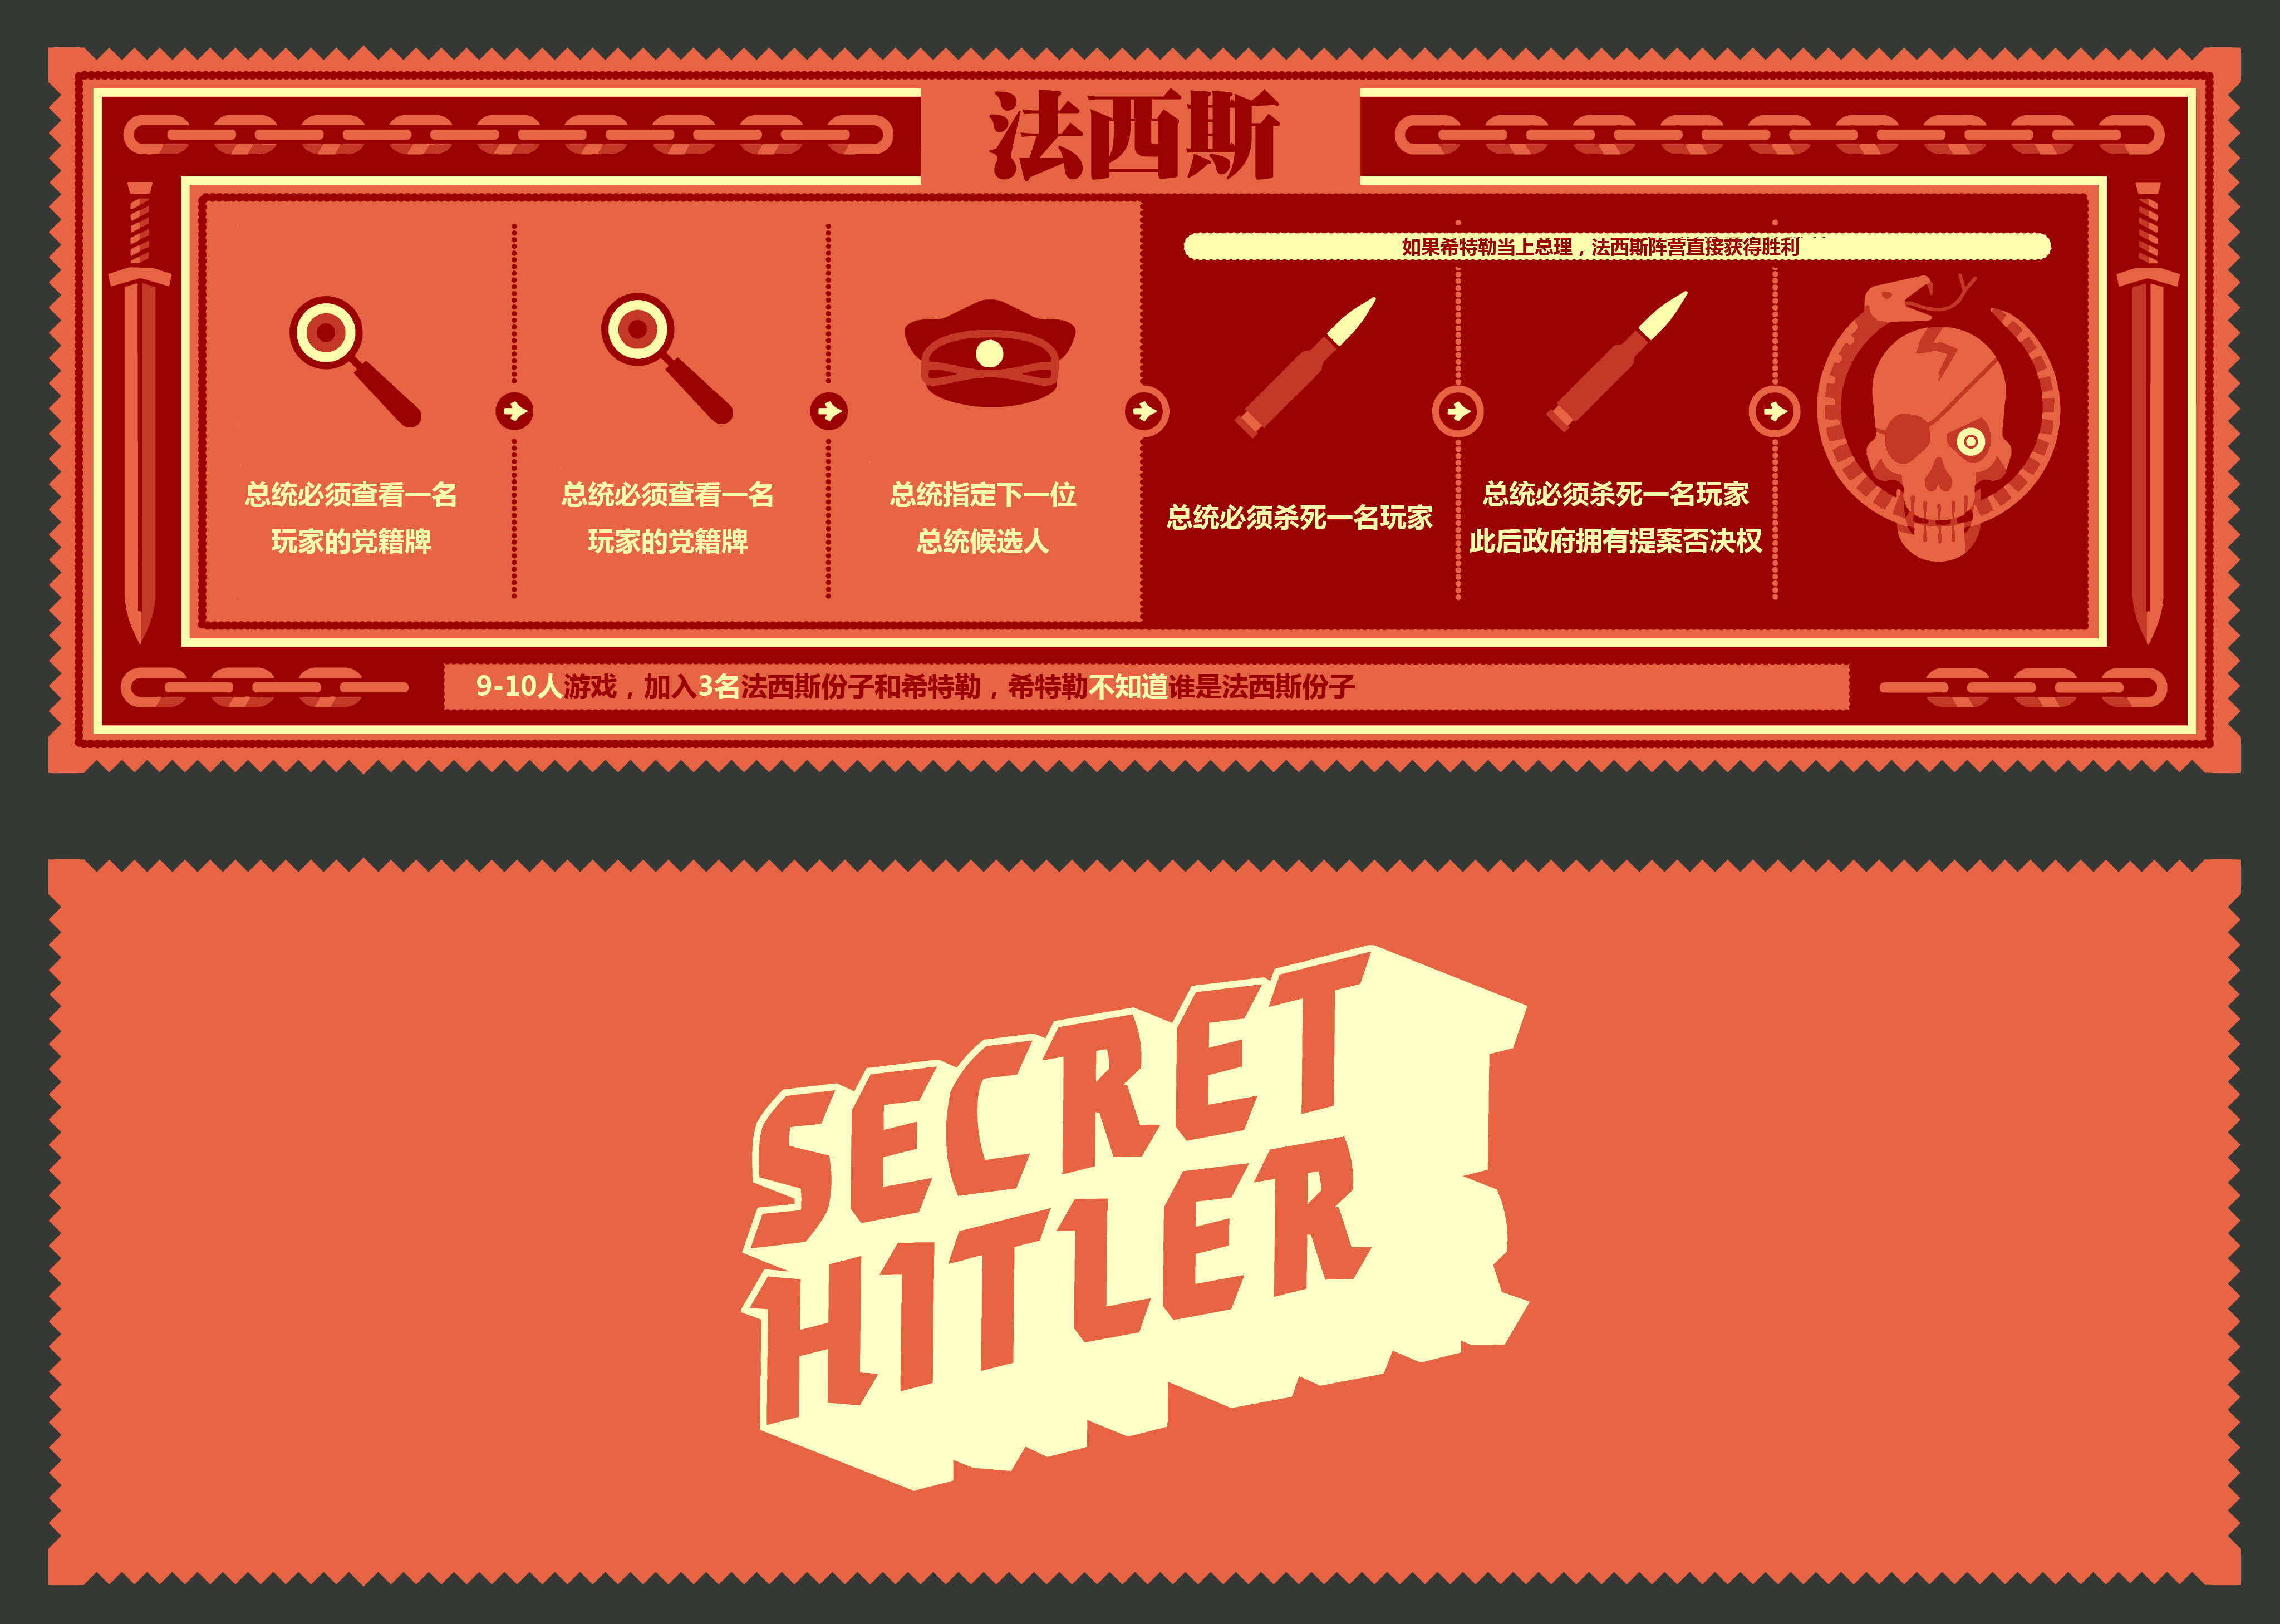 法西斯
如果希特勒当上总理，法西斯阵营直接获得胜利
总统必须查看一名
玩家的党籍牌
总统必须查看一名
玩家的党籍牌
总统指定下一位
总统候选人
总统必须杀死一名玩家
总统必须杀死一名玩家
此后政府拥有提案否决权
9-10人游戏，加入3名法西斯份子和希特勒，希特勒不知道谁是法西斯份子
SECRET
HITLER